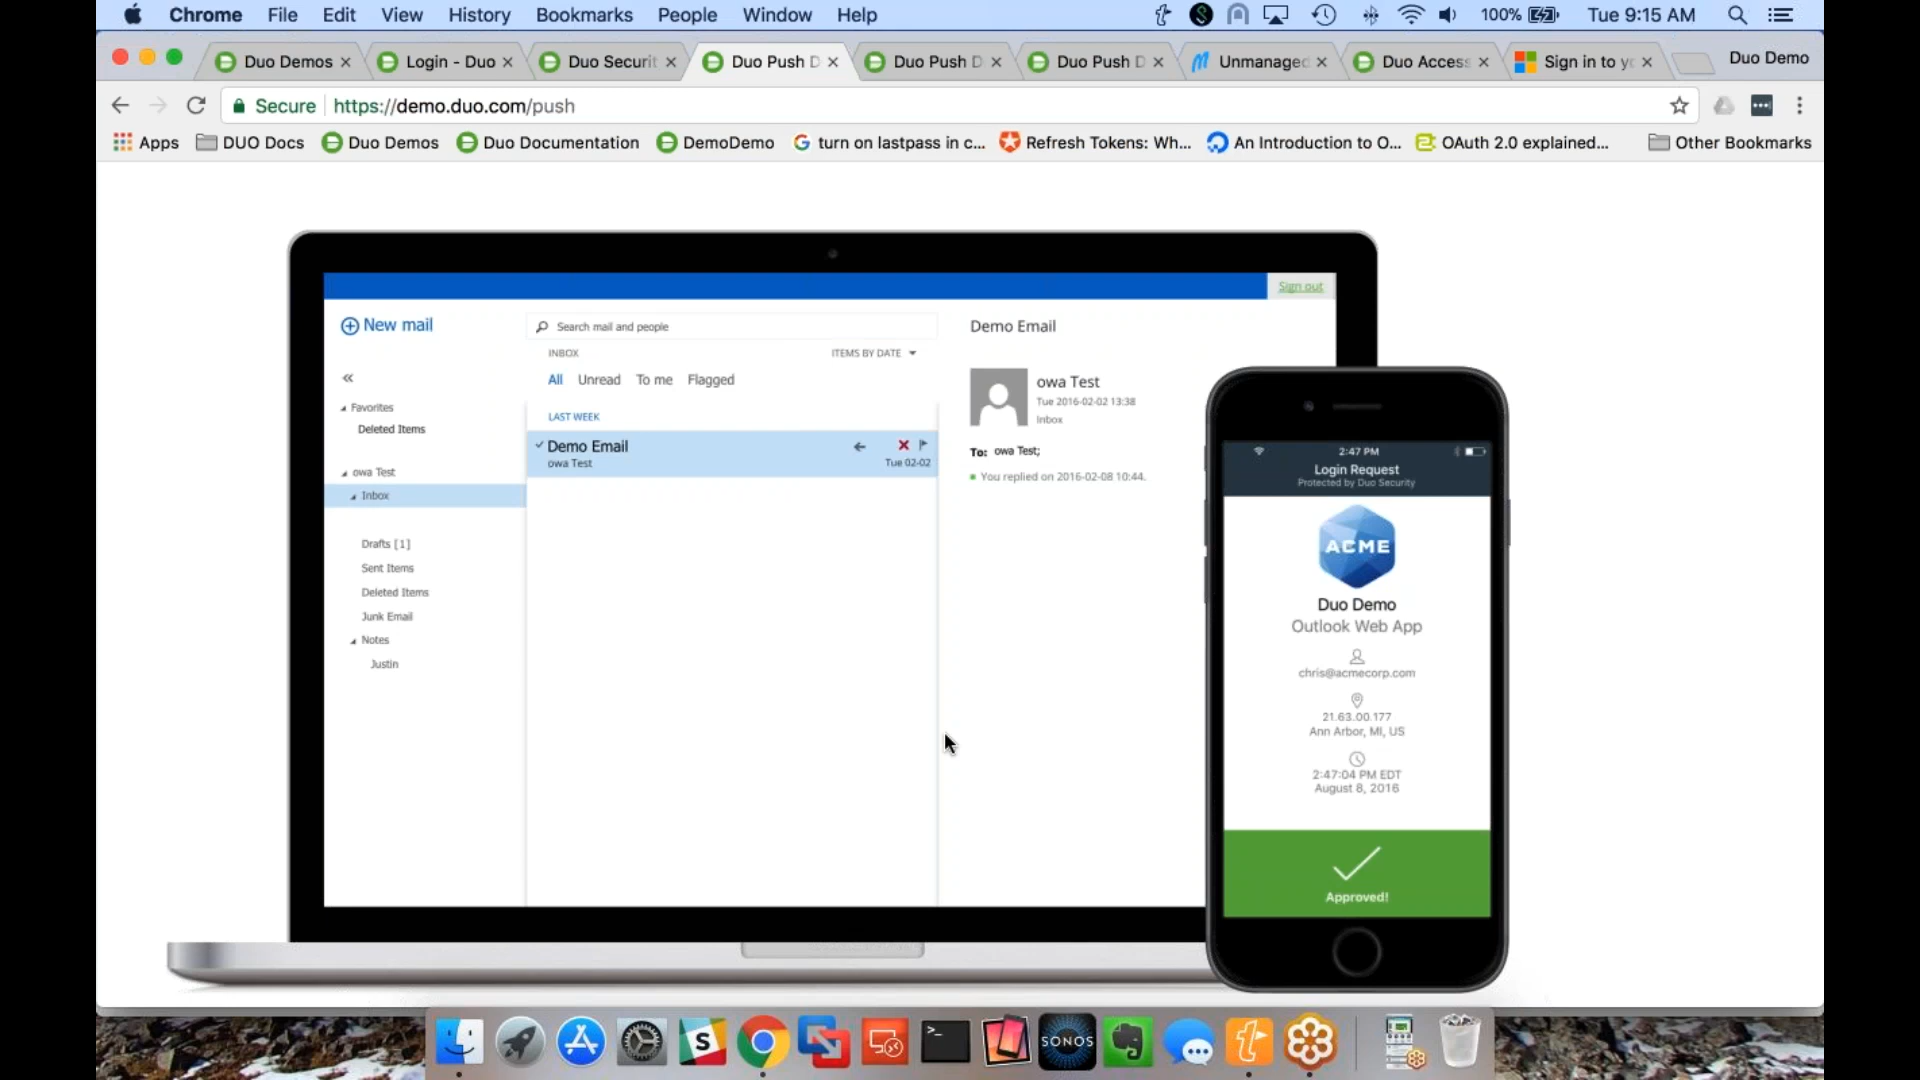 Chrome File Edit View History Bookmarks People Window Help 100% Tue 9:15 AM
Duo Demos Login - Duo Duo Securit Duo Push D Duo Push D Duo Push D Unmanaged Duo Access Sign in to yo Duo Demo
Secure https://demo.duo.com/push
Apps DUO Docs Duo Demos Duo Documentation DemoDemo turn on lastpass in c... Refresh Tokens: Wh... An Introduction to O... OAuth 2.0 explained... Other Bookmarks
Sign out
New mail
Favorites
Deleted Items
owa Test
Inbox
Drafts [1]
Sent Items
Deleted Items
Junk Email
Notes
Justin
Search mail and people
INBOX ITEMS BY DATE
All Unread To me Flagged
LAST WEEK
Demo Email
owa Test Tue 02-02
Demo Email
owa Test
Tue 2016-02-02 13:38
Inbox
To: owa Test;
You replied on 2016-02-08 10:44.
2:47 PM
Login Request
Protected by Duo Security
ACME
Duo Demo
Outlook Web App
chris@acmecorp.com
21.63.00.177
Ann Arbor, MI, US
2:47:04 PM EDT
August 8, 2016
Approved!
SONOS